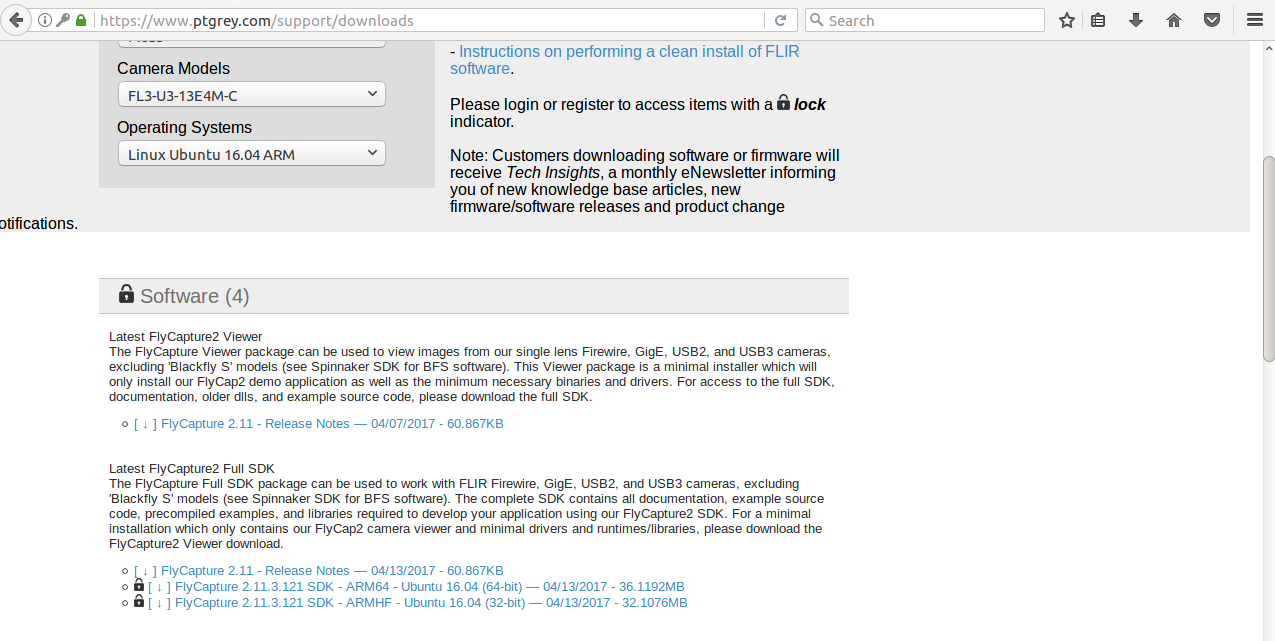 https://www.ptgrey.com/support/downloads
Search
Camera Models
FL3-U3-13E4M-C
Operating Systems
Linux Ubuntu 16.04 ARM
- Instructions on performing a clean install of FLIR
software.
Please login or register to access items with a lock
indicator.
Note: Customers downloading software or firmware will
receive Tech Insights, a monthly eNewsletter informing
you of new knowledge base articles, new
firmware/software releases and product change
otifications.
Software (4)
Latest FlyCapture2 Viewer
The FlyCapture Viewer package can be used to view images from our single lens Firewire, GigE, USB2, and USB3 cameras,
excluding 'Blackfly S' models (see Spinnaker SDK for BFS software). This Viewer package is a minimal installer which will
only install our FlyCap2 demo application as well as the minimum necessary binaries and drivers. For access to the full SDK,
documentation, older dlls, and example source code, please download the full SDK.
[ ↓ ] FlyCapture 2.11 - Release Notes — 04/07/2017 - 60.867KB
Latest FlyCapture2 Full SDK
The FlyCapture Full SDK package can be used to work with FLIR Firewire, GigE, USB2, and USB3 cameras, excluding
'Blackfly S' models (see Spinnaker SDK for BFS software). The complete SDK contains all documentation, example source
code, precompiled examples, and libraries required to develop your application using our FlyCapture2 SDK. For a minimal
installation which only contains our FlyCap2 camera viewer and minimal drivers and runtimes/libraries, please download the
FlyCapture2 Viewer download.
[ ↓ ] FlyCapture 2.11 - Release Notes — 04/13/2017 - 60.867KB
[ ↓ ] FlyCapture 2.11.3.121 SDK - ARM64 - Ubuntu 16.04 (64-bit) — 04/13/2017 - 36.1192MB
[ ↓ ] FlyCapture 2.11.3.121 SDK - ARMHF - Ubuntu 16.04 (32-bit) — 04/13/2017 - 32.1076MB